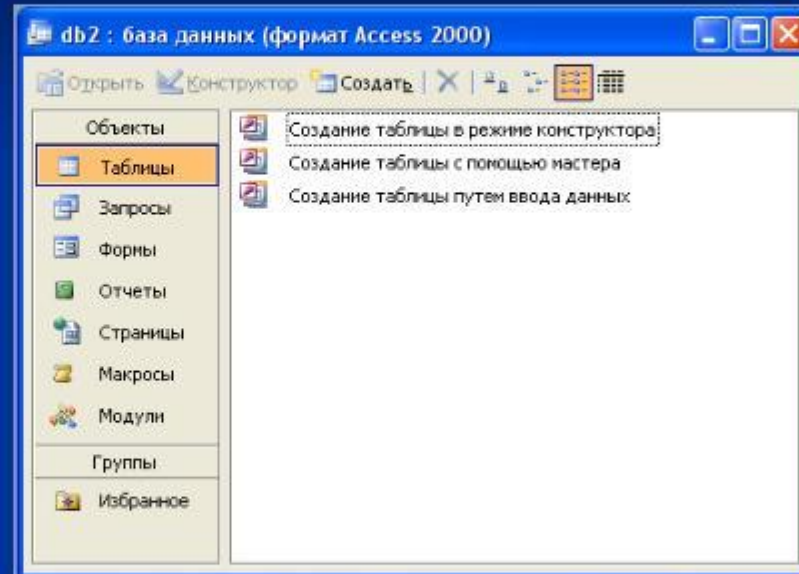 db2 : база данных (формат Access 2000)
Открыть Конструктор Создать
Объекты
Таблицы
Запросы
Формы
Отчеты
Страницы
Макросы
Модули
Группы
Избранное
Создание таблицы в режиме конструктора
Создание таблицы с помощью мастера
Создание таблицы путем ввода данных